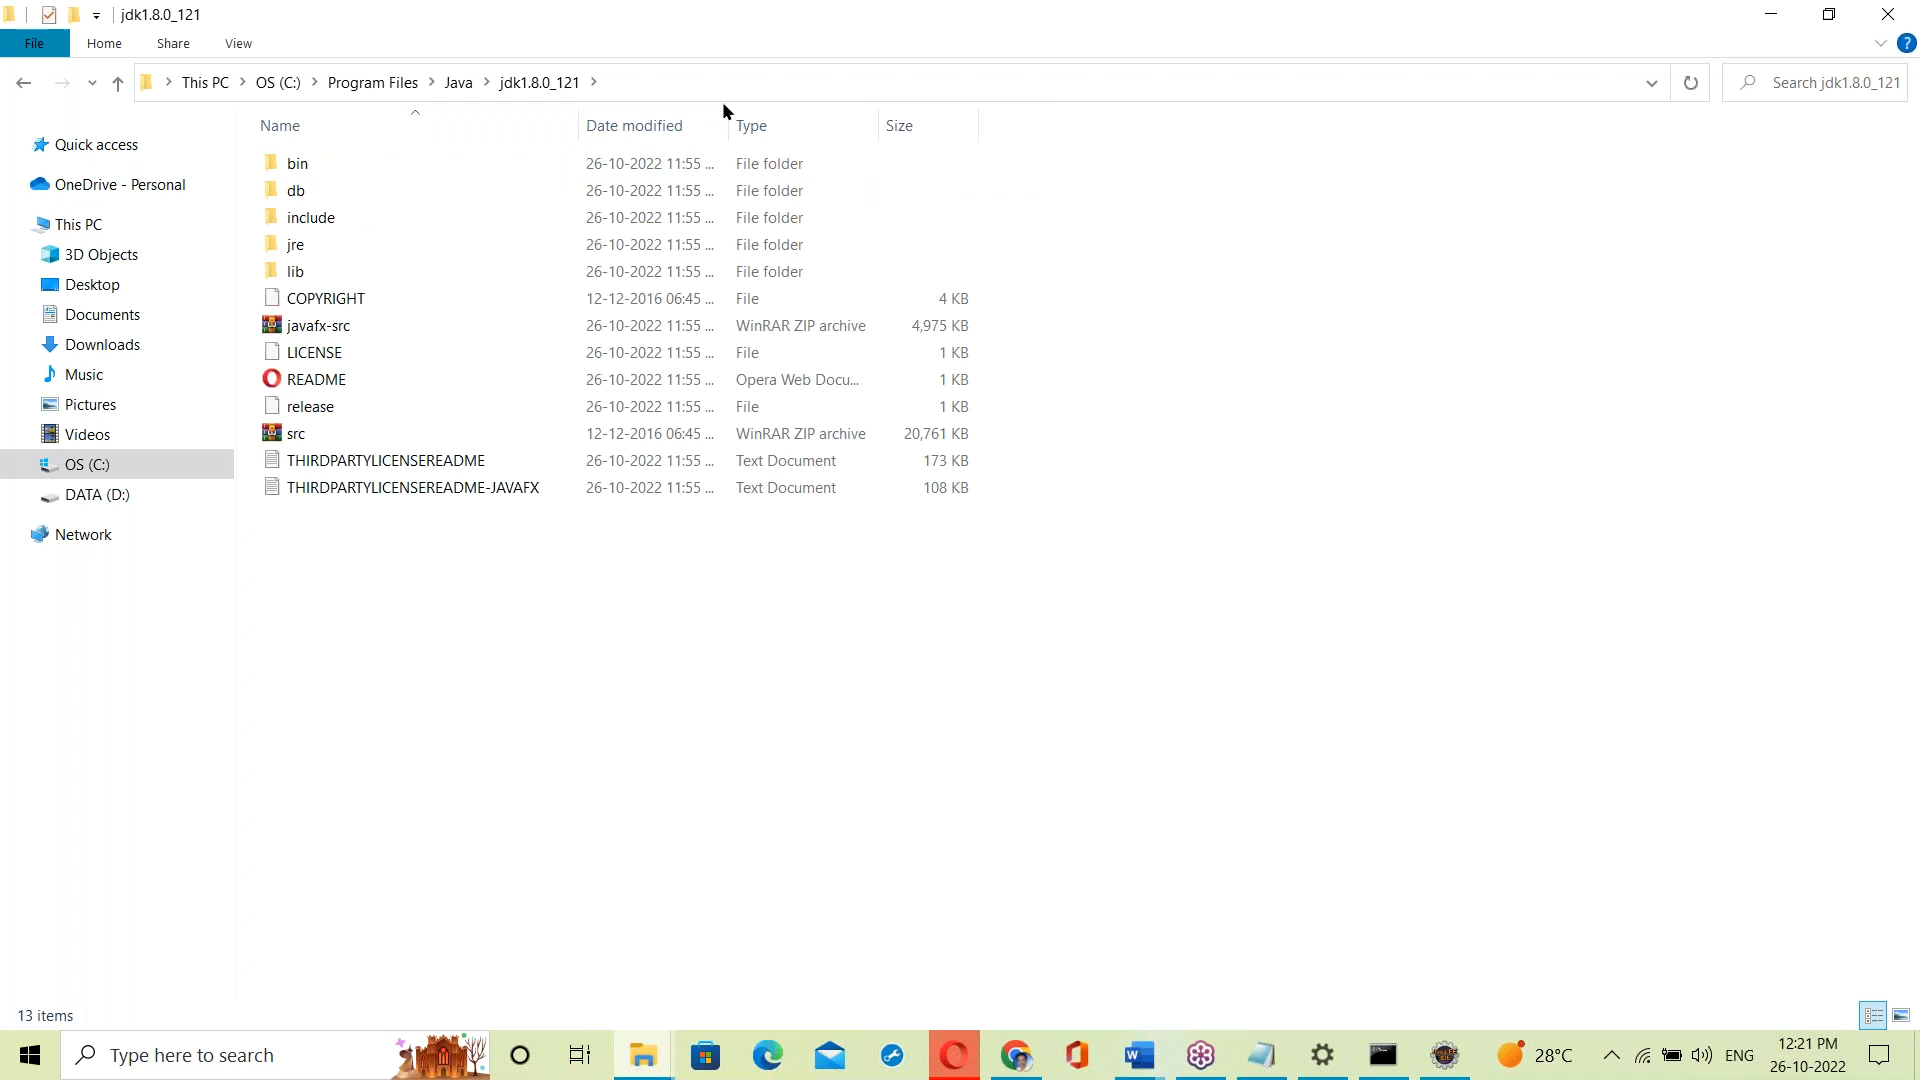 jdk1.8.0_121
File Home Share View
This PC OS (C:) Program Files Java jdk1.8.0_121 Search jdk1.8.0_121
Name Date modified Type Size
Quick access
OneDrive - Personal
This PC
3D Objects
Desktop
Documents
Downloads
Music
Pictures
Videos
OS (C:)
DATA (D:)
Network
bin 26-10-2022 11:55 ... File folder
db 26-10-2022 11:55 ... File folder
include 26-10-2022 11:55 ... File folder
jre 26-10-2022 11:55 ... File folder
lib 26-10-2022 11:55 ... File folder
COPYRIGHT 12-12-2016 06:45 ... File 4 KB
javafx-src 26-10-2022 11:55 ... WinRAR ZIP archive 4,975 KB
LICENSE 26-10-2022 11:55 ... File 1 KB
README 26-10-2022 11:55 ... Opera Web Docu... 1 KB
release 26-10-2022 11:55 ... File 1 KB
src 12-12-2016 06:45 ... WinRAR ZIP archive 20,761 KB
THIRDPARTYLICENSEREADME 26-10-2022 11:55 ... Text Document 173 KB
THIRDPARTYLICENSEREADME-JAVAFX 26-10-2022 11:55 ... Text Document 108 KB
13 items
Type here to search 28°C ENG 12:21 PM
26-10-2022